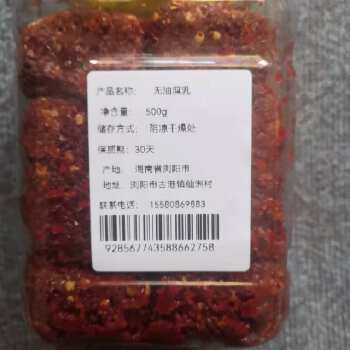 产品名称: 无油腐乳
净含量: 500g
储存方式: 阴凉干燥处
保质期: 30天
产地: 湖南省浏阳市
地址: 浏阳市古港镇仙洲村
联系电话: 15580869883
928567743588662758